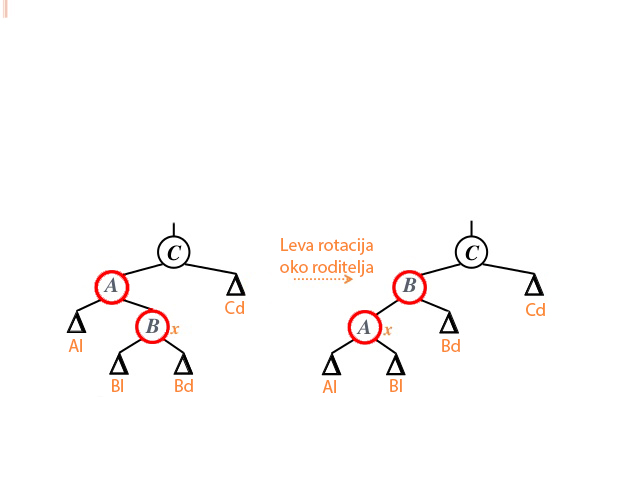 C
Leva rotacija
oko roditelja
C
A
B
Cd
Cd
B x
A x
Al
Bd
Bl
Bd
Al
Bl